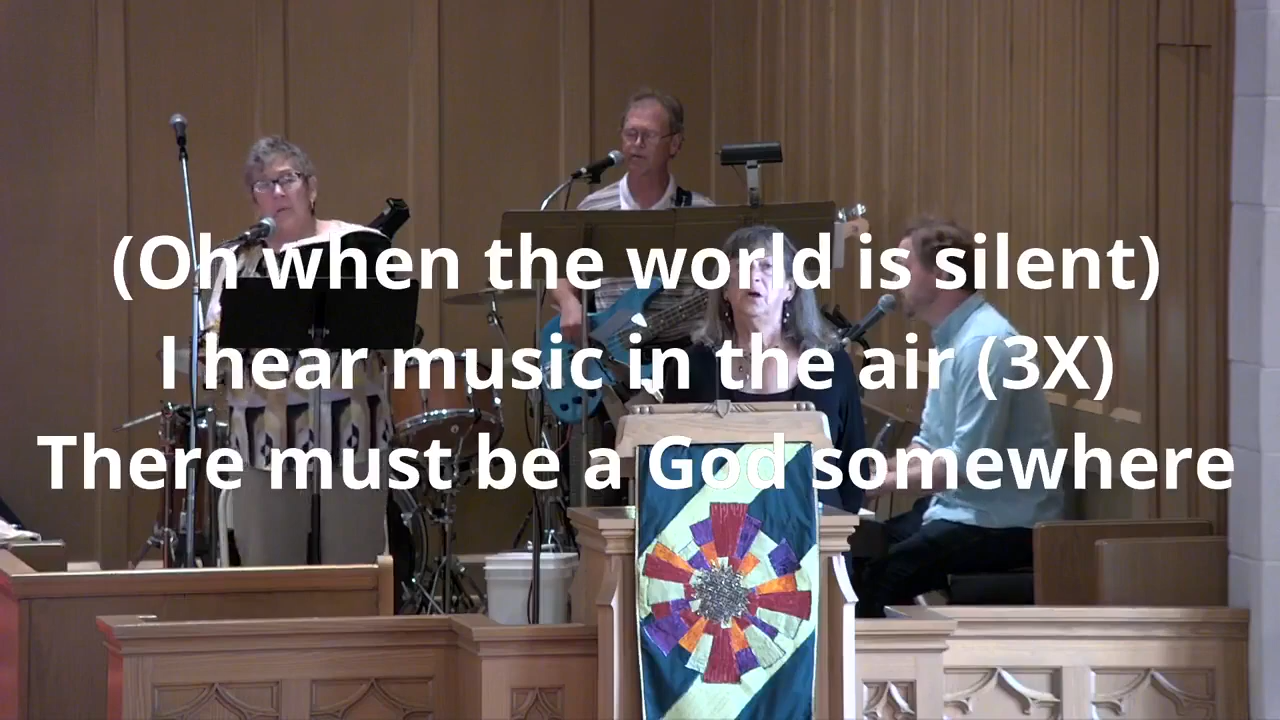 (Oh when the world is silent)
I hear music in the air (3X)
There must be a God somewhere